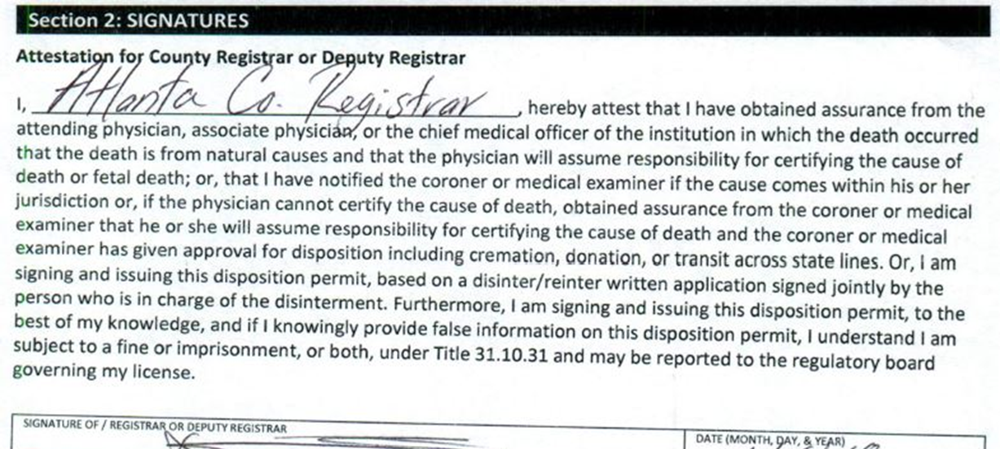 Section 2: SIGNATURES
Attestation for County Registrar or Deputy Registrar
I, Atlanta Co. Registrar, hereby attest that I have obtained assurance from the
attending physician, associate physician, or the chief medical officer of the institution in which the death occurred
that the death is from natural causes and that the physician will assume responsibility for certifying the cause of
death or fetal death; or, that I have notified the coroner or medical examiner if the cause comes within his or her
jurisdiction or, if the physician cannot certify the cause of death, obtained assurance from the coroner or medical
examiner that he or she will assume responsibility for certifying the cause of death and the coroner or medical
examiner has given approval for disposition including cremation, donation, or transit across state lines. Or, I am
signing and issuing this disposition permit, based on a disinter/reinter written application signed jointly by the
person who is in charge of the disinterment. Furthermore, I am signing and issuing this disposition permit, to the
best of my knowledge, and if I knowingly provide false information on this disposition permit, I understand I am
subject to a fine or imprisonment, or both, under Title 31.10.31 and may be reported to the regulatory board
governing my license.
SIGNATURE OF / REGISTRAR OR DEPUTY REGISTRAR
DATE (MONTH, DAY, & YEAR)